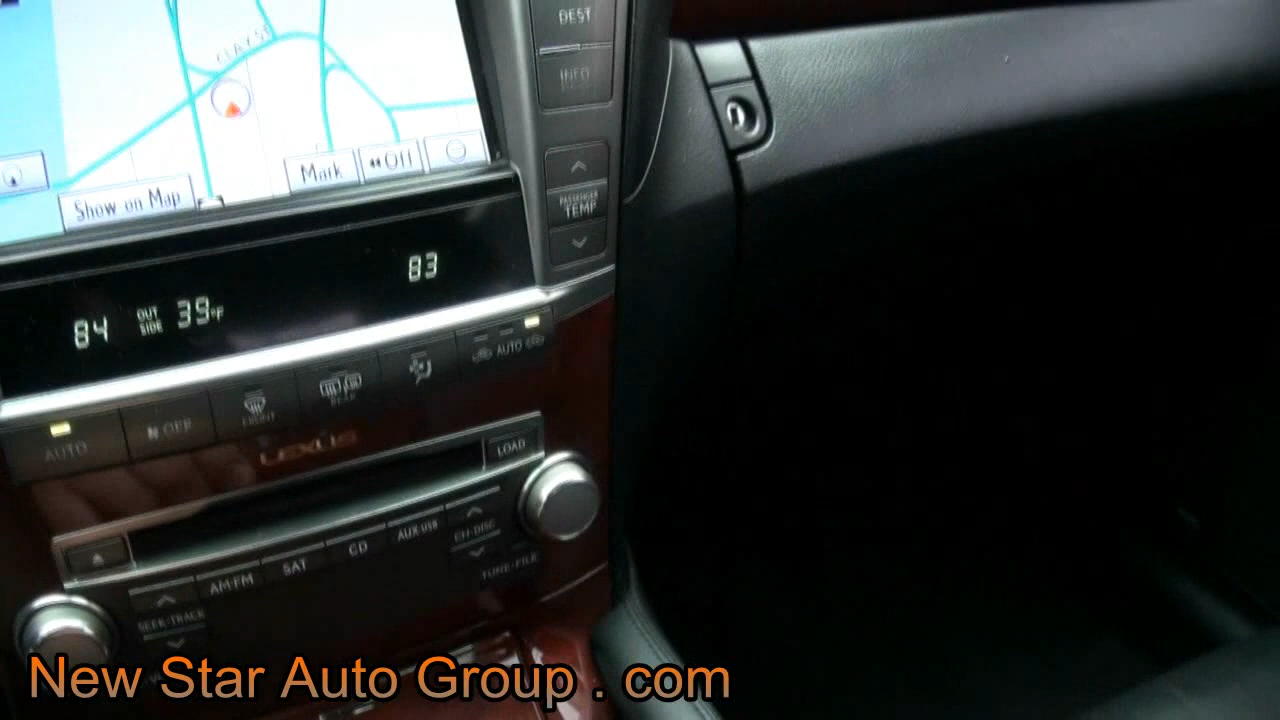 DEST
CLAY ST
INFO
Mark
Off
Show on Map
PASSENGER
TEMP
83
84 OUT SIDE 39°F
AUTO
AUTO
OFF
FRONT
REAR
LEXUS
LOAD
AM·FM SAT CD AUX·USB
CH·DISC
SEEK·TRACK
TUNE·FILE
New Star Auto Group . com